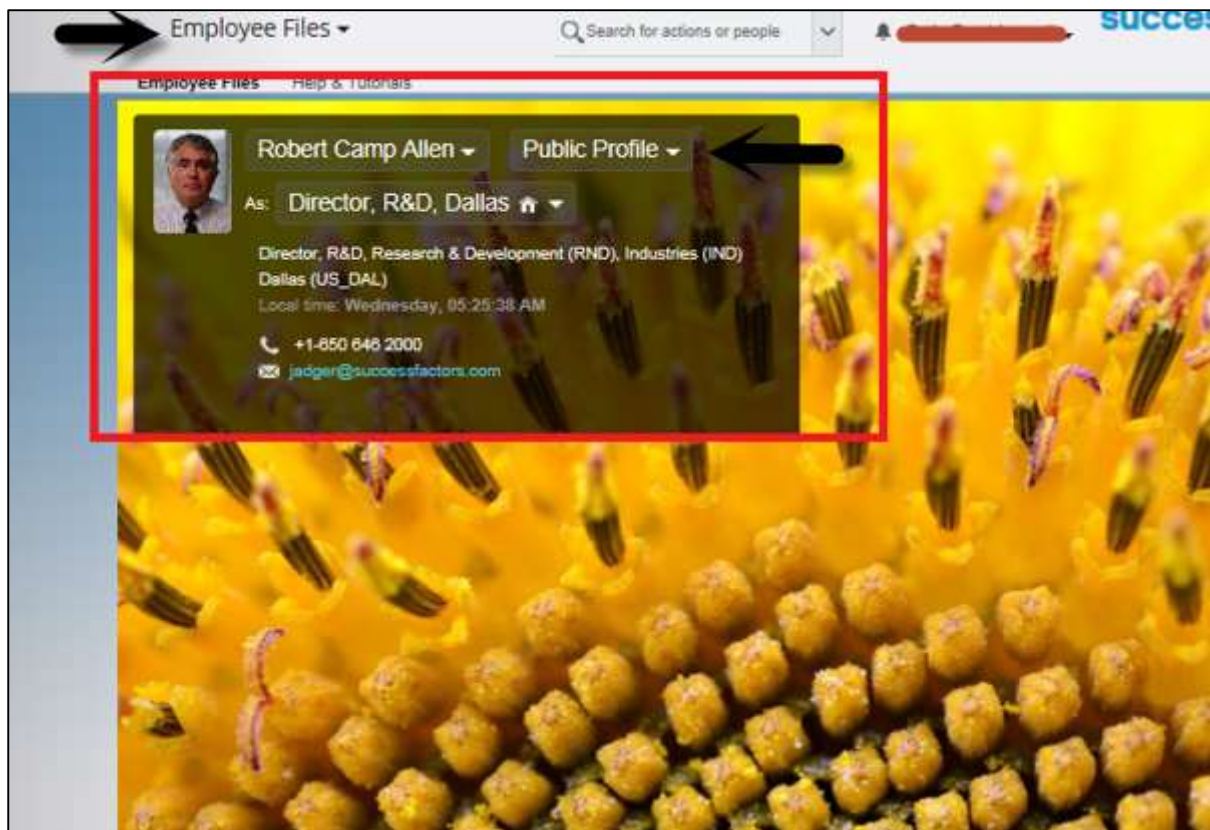 Employee Files
Search for actions or people
succes
Employee Files Help & Tutorials
Robert Camp Allen Public Profile
As: Director, R&D, Dallas
Director, R&D, Research & Development (RND), Industries (IND)
Dallas (US_DAL)
Local time: Wednesday, 05:25:38 AM
+1-650 646 2000
jadger@successfactors.com